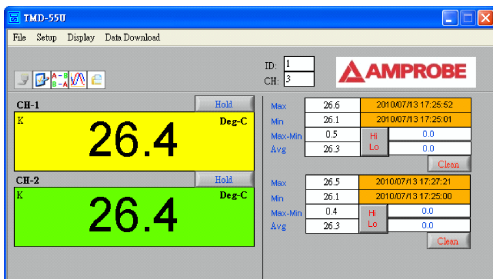 TMD-550
File Setup Display Data Download
A-B
A-B
ID: 1
CH: 3
AMPROBE
CH-1 Hold
K 26.4 Deg-C
Max 26.6 2010/07/13 17:25:52
Min 26.1 2010/07/13 17:25:01
Max-Min 0.5 Hi 0.0
Avg 26.3 Lo 0.0
Clean
CH-2 Hold
K 26.4 Deg-C
Max 26.5 2010/07/13 17:27:21
Min 26.1 2010/07/13 17:25:00
Max-Min 0.4 Hi 0.0
Avg 26.3 Lo 0.0
Clean